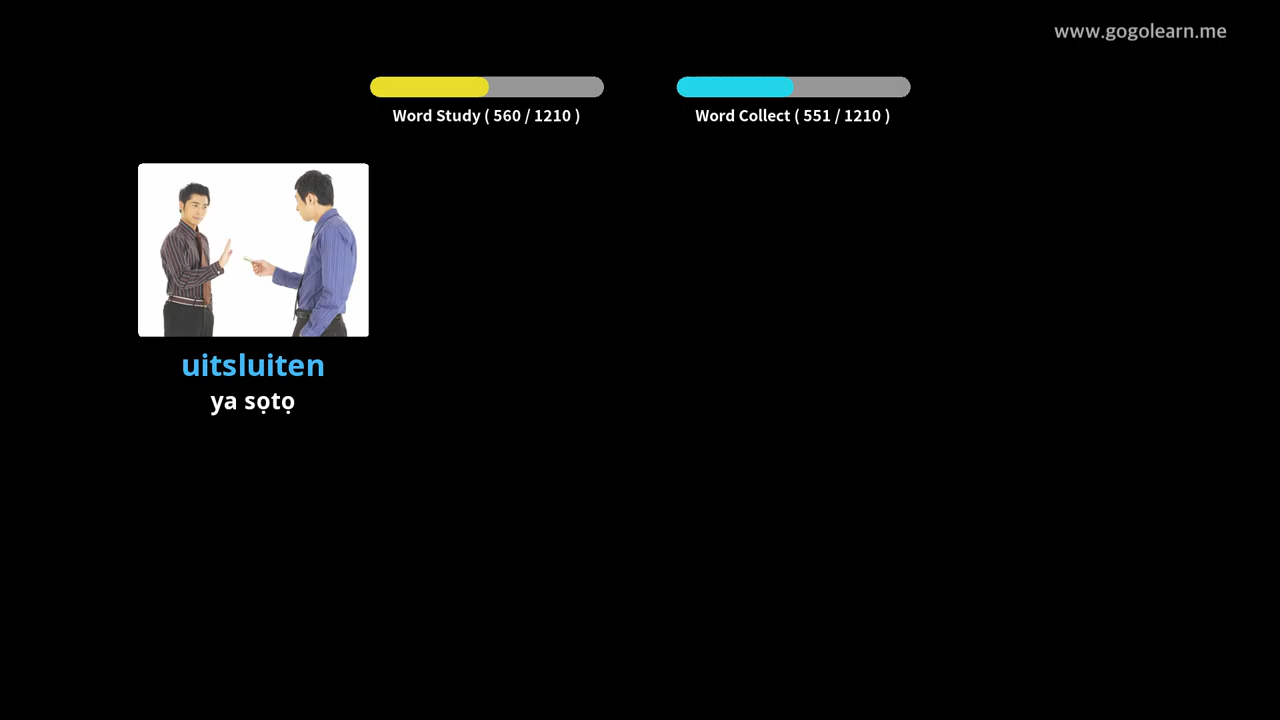 www.gogolearn.me
Word Study ( 560 / 1210 )
Word Collect ( 551 / 1210 )
uitsluiten
ya sọtọ